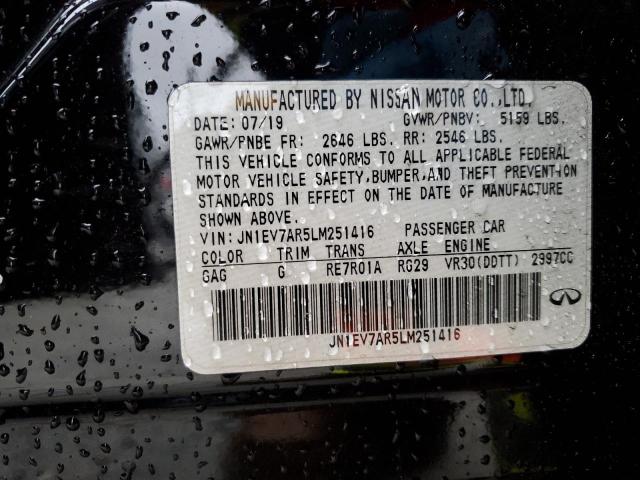 MANUFACTURED BY NISSAN MOTOR CO.,LTD.
DATE: 07/19 GVWR/PNBV: 5159 LBS.
GAWR/PNBE FR: 2646 LBS. RR: 2546 LBS.
THIS VEHICLE CONFORMS TO ALL APPLICABLE FEDERAL
MOTOR VEHICLE SAFETY,BUMPER,AND THEFT PREVENTION
STANDARDS IN EFFECT ON THE DATE OF MANUFACTURE
SHOWN ABOVE.
VIN: JN1EV7AR5LM251416 PASSENGER CAR
COLOR TRIM TRANS AXLE ENGINE
GAG G RE7R01A RG29 VR30(DDTT) 2997CC
JN1EV7AR5LM251416